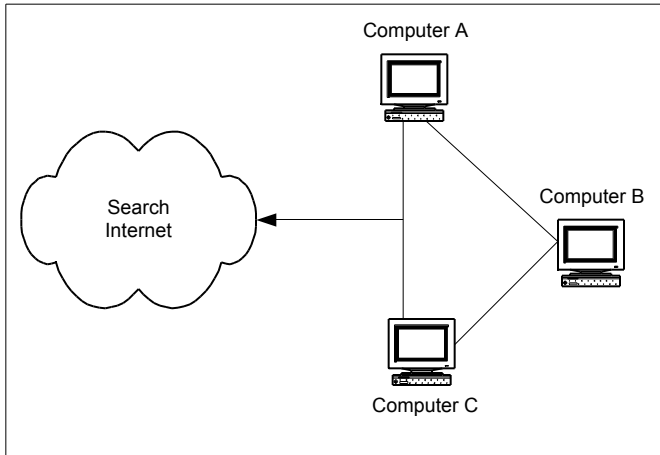 Computer A
Search
Internet
Computer B
Computer C